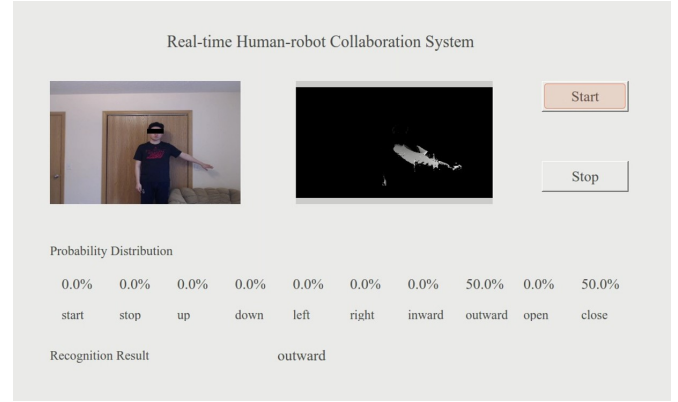 Real-time Human-robot Collaboration System
Start
Stop
Probability Distribution
0.0% 0.0% 0.0% 0.0% 0.0% 0.0% 0.0% 50.0% 0.0% 50.0%
start stop up down left right inward outward open close
Recognition Result outward